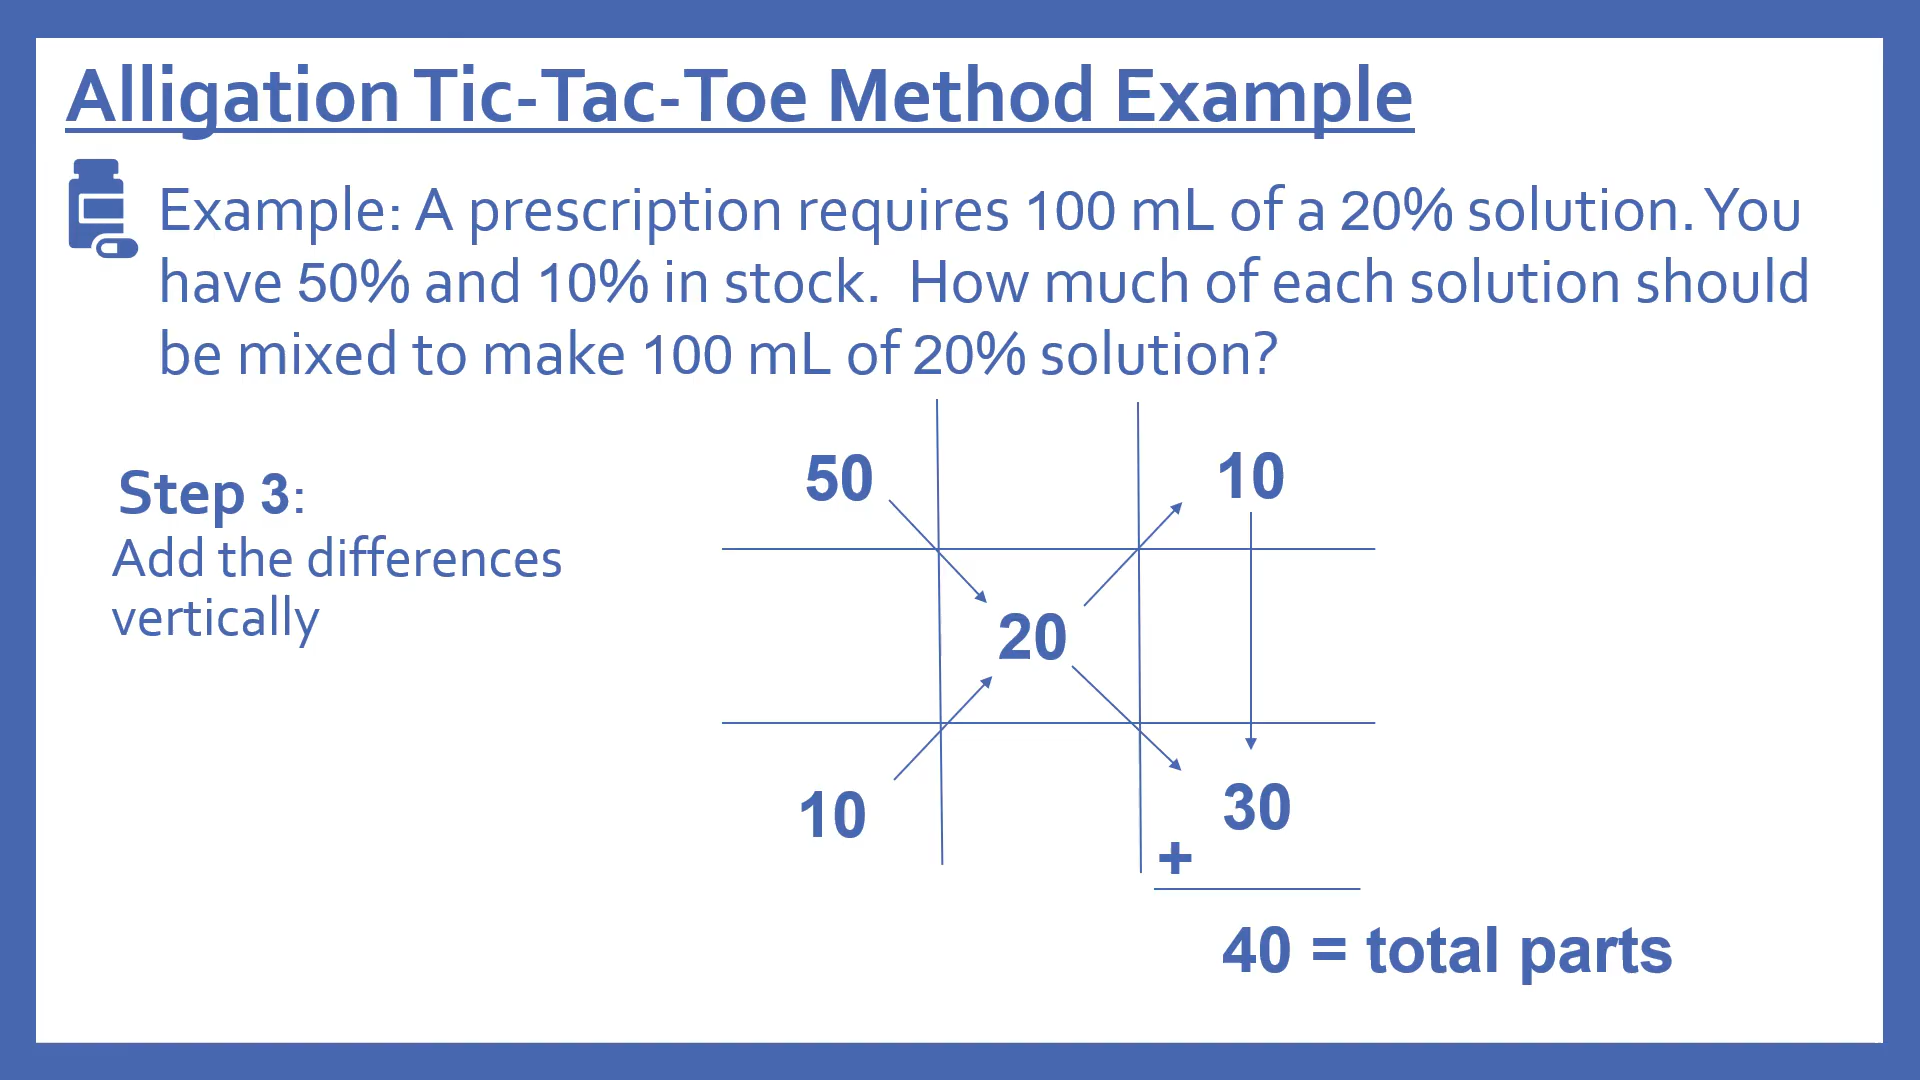 Alligation Tic-Tac-Toe Method Example
Example: A prescription requires 100 mL of a 20% solution. You
have 50% and 10% in stock.  How much of each solution should
be mixed to make 100 mL of 20% solution?
Step 3:
Add the differences
vertically
50
10
20
10
30
+
40 = total parts